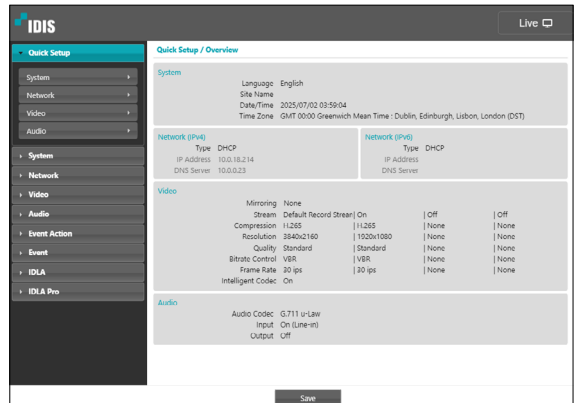 IDIS
Live
Quick Setup
Quick Setup / Overview
System
Network
Video
Audio
System
Network
Video
Audio
Event Action
Event
IDLA
IDLA Pro
System
Language English
Site Name
Date/Time 2025/07/02 03:59:04
Time Zone GMT 00:00 Greenwich Mean Time : Dublin, Edinburgh, Lisbon, London (DST)
Network (IPv4)
Type DHCP
IP Address 10.0.18.214
DNS Server 10.0.0.23
Network (IPv6)
Type DHCP
IP Address
DNS Server
Video
Mirroring None
Stream Default Record Strear| On | Off | Off
Compression H.265 | H.265 | None | None
Resolution 3840x2160 | 1920x1080 | None | None
Quality Standard | Standard | None | None
Bitrate Control VBR | VBR | None | None
Frame Rate 30 ips | 30 ips | None | None
Intelligent Codec On
Audio
Audio Codec G.711 u-Law
Input On (Line-in)
Output Off
Save